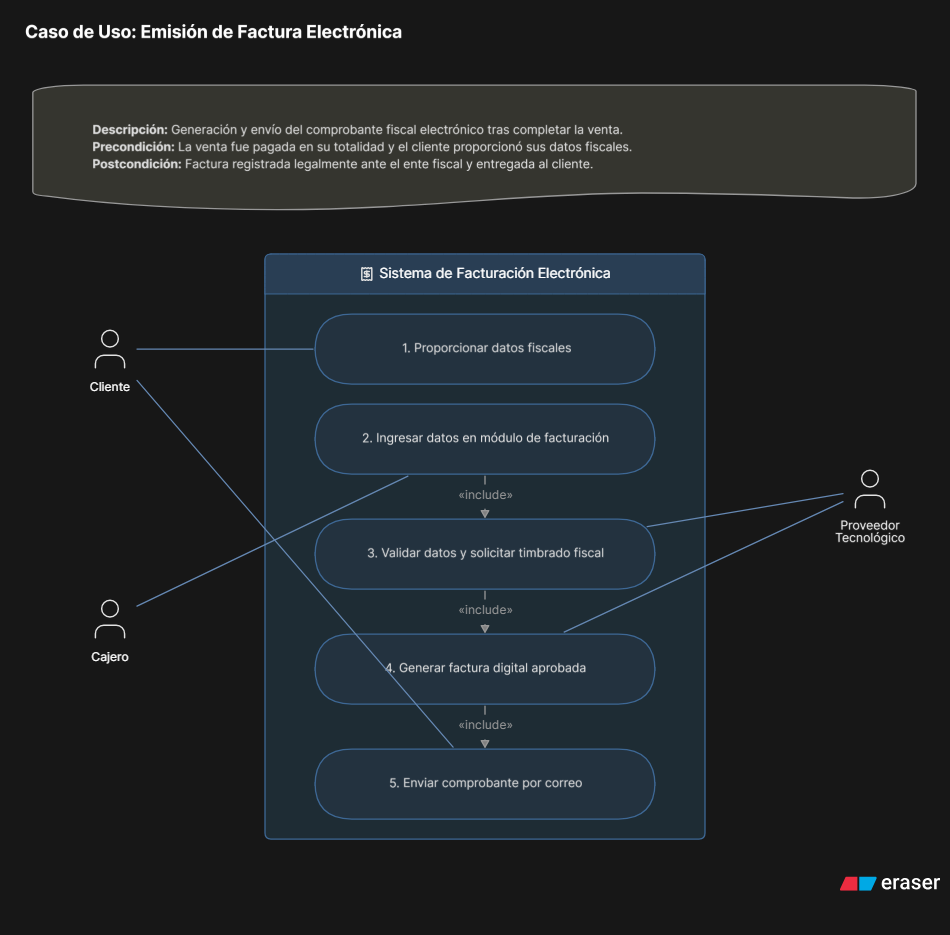 Caso de Uso: Emisión de Factura Electrónica
Descripción: Generación y envío del comprobante fiscal electrónico tras completar la venta.
Precondición: La venta fue pagada en su totalidad y el cliente proporcionó sus datos fiscales.
Postcondición: Factura registrada legalmente ante el ente fiscal y entregada al cliente.
Sistema de Facturación Electrónica
1. Proporcionar datos fiscales
Cliente
2. Ingresar datos en módulo de facturación
«include»
Proveedor
Tecnológico
3. Validar datos y solicitar timbrado fiscal
«include»
Cajero
4. Generar factura digital aprobada
«include»
5. Enviar comprobante por correo
eraser